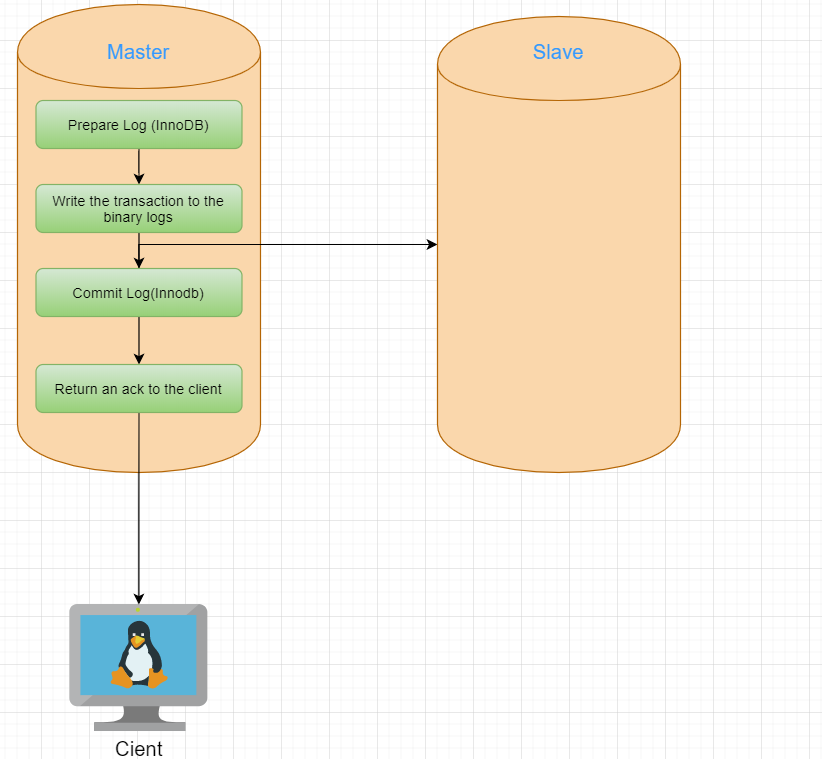 Master
Slave
Prepare Log (InnoDB)
Write the transaction to the
binary logs
Commit Log(Innodb)
Return an ack to the client
Cient